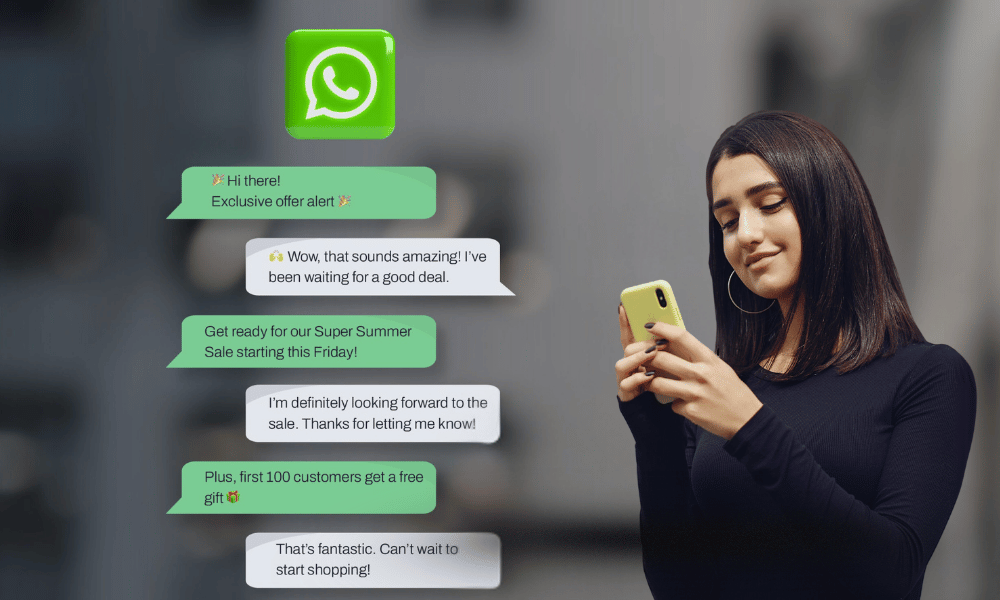 🎉 Hi there!
Exclusive offer alert 🎉
🙌 Wow, that sounds amazing! I’ve
been waiting for a good deal.
Get ready for our Super Summer
Sale starting this Friday!
I’m definitely looking forward to the
sale. Thanks for letting me know!
Plus, first 100 customers get a free
gift 🎁
That’s fantastic. Can’t wait to
start shopping!